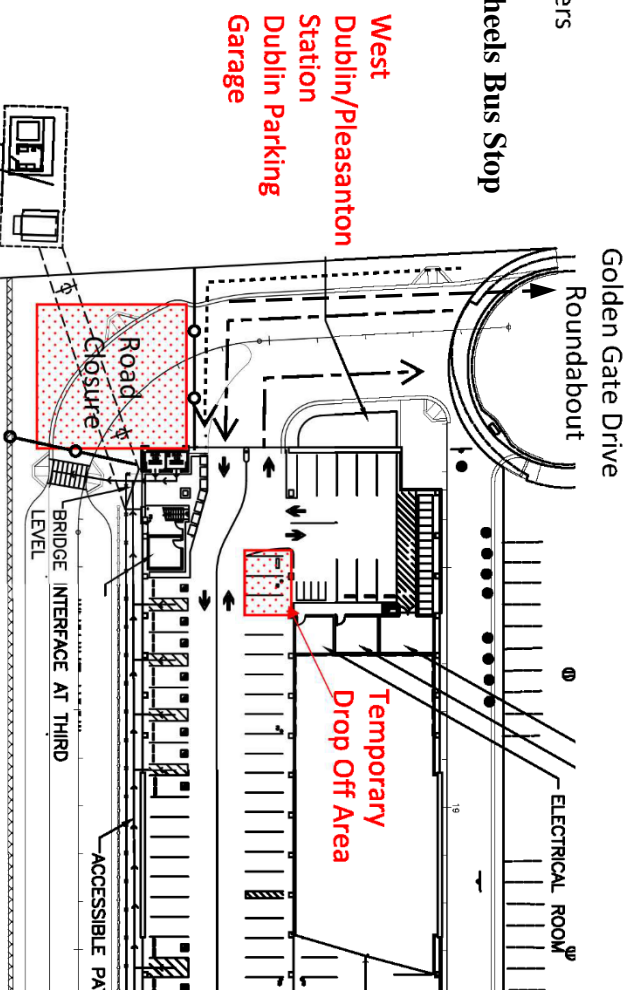 ers
heels Bus Stop
West
Dublin/Pleasanton
Station
Dublin Parking
Garage
Golden Gate Drive
Roundabout
Road
Closure
BRIDGE INTERFACE AT THIRD
LEVEL
Temporary
Drop Off Area
ELECTRICAL ROOM
ACCESSIBLE PA
19